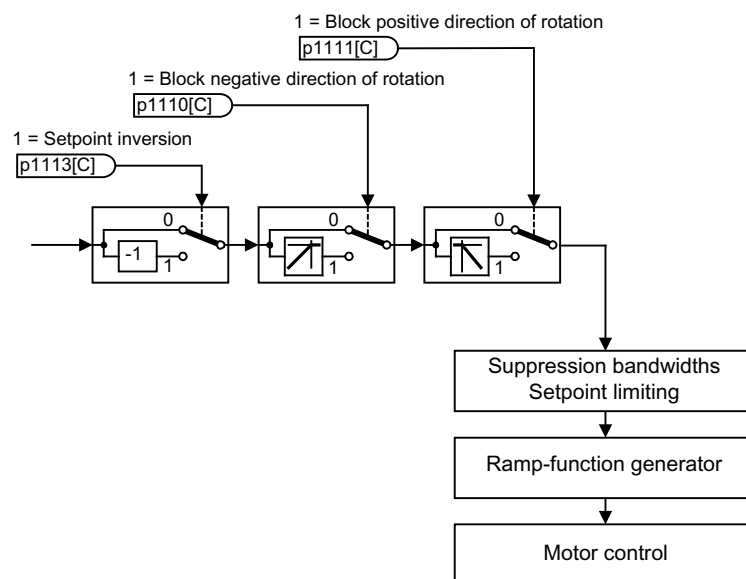 1 = Block positive direction of rotation
p1111[C]
1 = Block negative direction of rotation
p1110[C]
1 = Setpoint inversion
p1113[C]
0
0
0
-1
1
1
1
Suppression bandwidths
Setpoint limiting
Ramp-function generator
Motor control